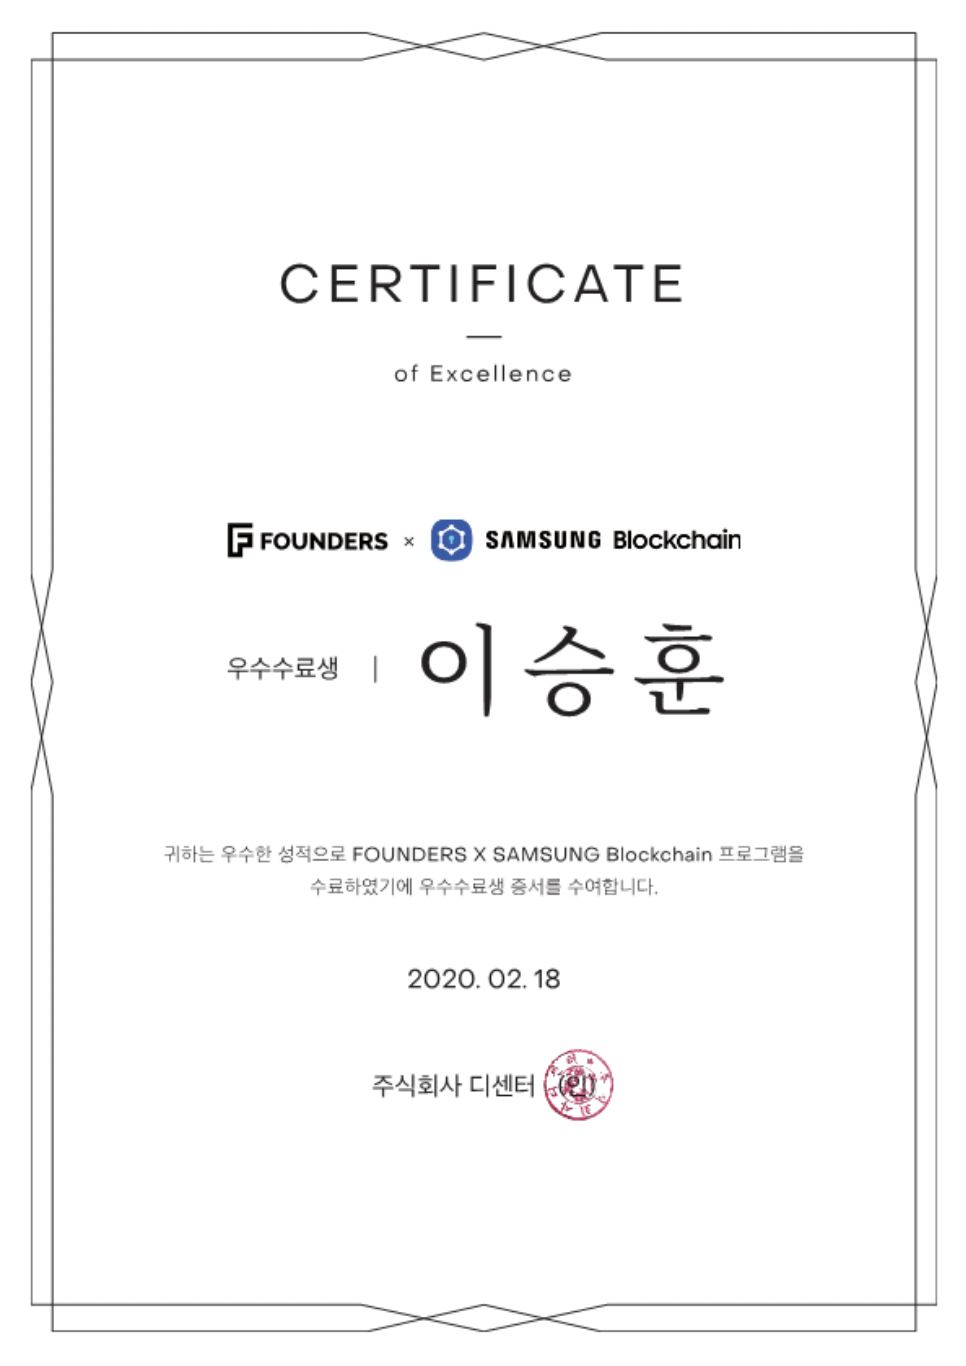 CERTIFICATE
of Excellence
FOUNDERS × SAMSUNG Blockchain
우수수료생 | 이승훈
귀하는 우수한 성적으로 FOUNDERS X SAMSUNG Blockchain 프로그램을
수료하였기에 우수수료생 증서를 수여합니다.
2020. 02. 18
주식회사 디센터 (인)